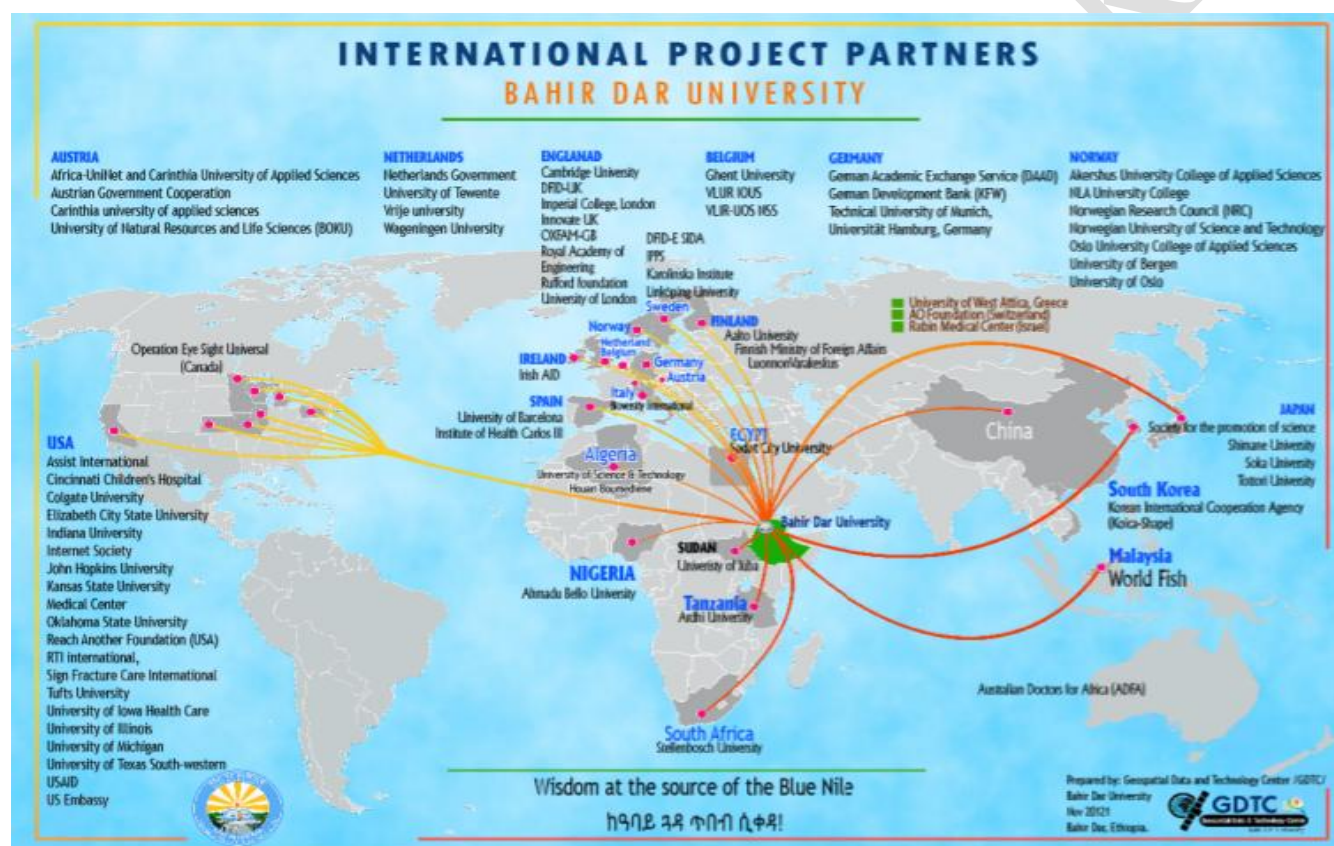 INTERNATIONAL PROJECT PARTNERS
BAHIR DAR UNIVERSITY
AUSTRIA
Africa-UniNet and Carinthia University of Applied Sciences
Austrian Government Cooperation
Carinthia university of applied sciences
University of Natural Resources and Life Sciences (BOKU)
NETHERLANDS
Netherlands Government
University of Tewente
Vrije university
Wageningen University
ENGLANAD
Cambridge University
DFID-UK
Imperial College, London
Innovate UK
OXFAM-GB
Royal Academy of
Engineering
Rufford foundation
University of London
DFID-E SIDA
IPPS
Karolinska Institute
Linköping University
Sweden
BELGIUM
Ghent University
VLUR IOUS
VLIR-UOS NSS
GERMANY
German Academic Exchange Service (DAAD)
German Development Bank (KFW)
Technical University of Munich,
Universität Hamburg, Germany
NORWAY
Akershus University College of Applied Sciences
NLA University College
Norwegian Research Council (NRC)
Norwegian University of Science and Technology
Oslo University College of Applied Sciences
University of Bergen
University of Oslo
University of West Attica, Greece
AO Foundation (Switzerland)
Rabin Medical Center (Israel)
Operation Eye Sight Universal
(Canada)
Norway
FINLAND
Aalto University
Finnish Ministry of Foreign Affairs
Netherland
Belgium
Germany
Austria
IRELAND
Irish AID
Italy
Bioversity International
SPAIN
University of Barcelona
Institute of Health Carlos III
EGYPT
Sadat City University
Algeria
University of Science & Technology
Houari Boumediene
China
JAPAN
Society for the promotion of science
Shimane University
Soka University
Tottori University
South Korea
Korean International Cooperation Agency
(Koica-Shape)
Malaysia
World Fish
Bahir Dar University
SUDAN
Univeristy of Juba
NIGERIA
Ahmadu Bello University
Tanzania
Ardhi University
South Africa
Stellenbosch University
Australian Doctors for Africa (ADFA)
USA
Assist International
Cincinnati Children's Hospital
Colgate University
Elizabeth City State University
Indiana University
Internet Society
John Hopkins University
Kansas State University
Medical Center
Oklahoma State University
Reach Another Foundation (USA)
RTI international,
Sign Fracture Care International
Tufts University
University of Iowa Health Care
University of Illinois
University of Michigan
University of Texas South-western
USAID
US Embassy
Wisdom at the source of the Blue Nile
ከዓባይ ጓዳ ጥበብ ሲቀዳ!
Prepared by: Geospatial Data and Technology Center /GDTC/
Bahir Dar University
Nov 20121
Bahir Dar, Ethiopia.
GDTC